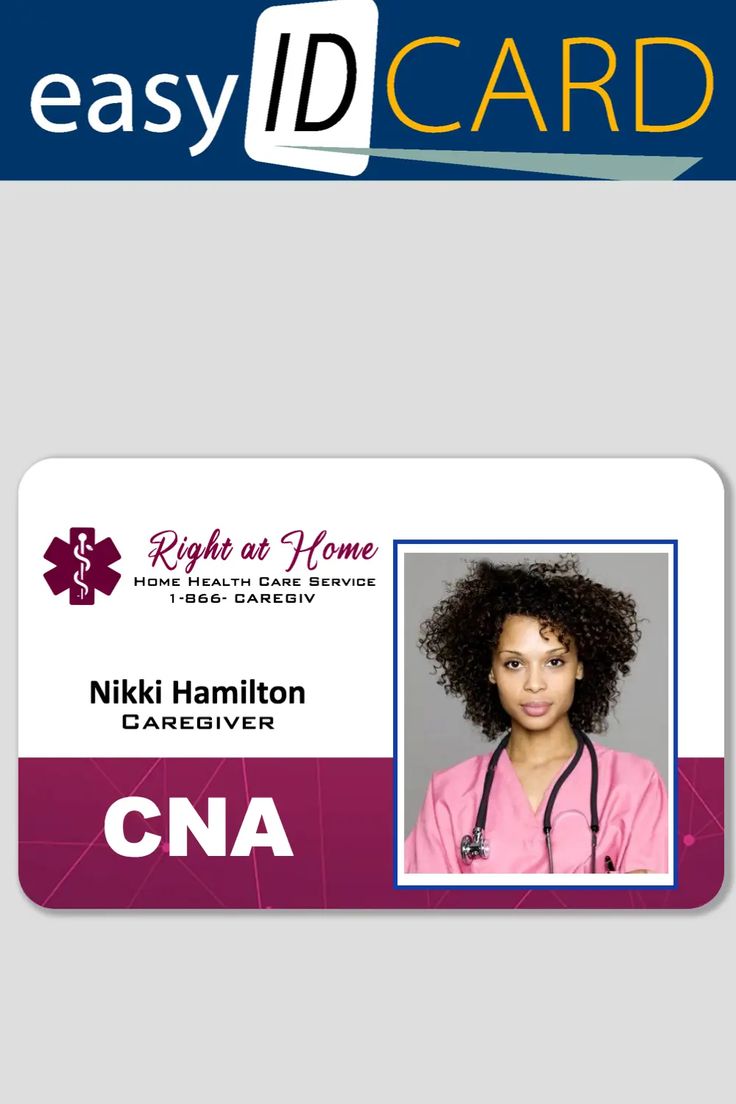 easy ID CARD
Right at Home
Home Health Care Service
1-866- CAREGIV
Nikki Hamilton
Caregiver
CNA